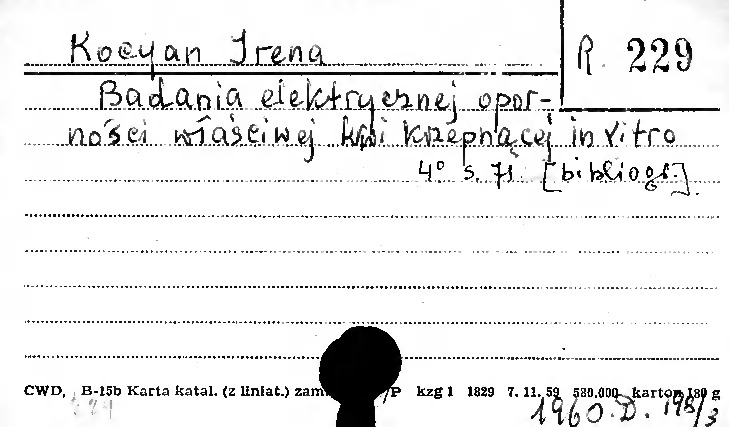 Kocyan Irena
R 229
Badania elektrycznej opor-
ności właściwej krwi krzepnącej in vitro
4° s. 71 [bibliogr.]
CWD, B-15b Karta katal. (z liniat.) zam. /P kzg 1 1829 7. 11. 59 580.000 karton 180 g
1960.D. 198/3